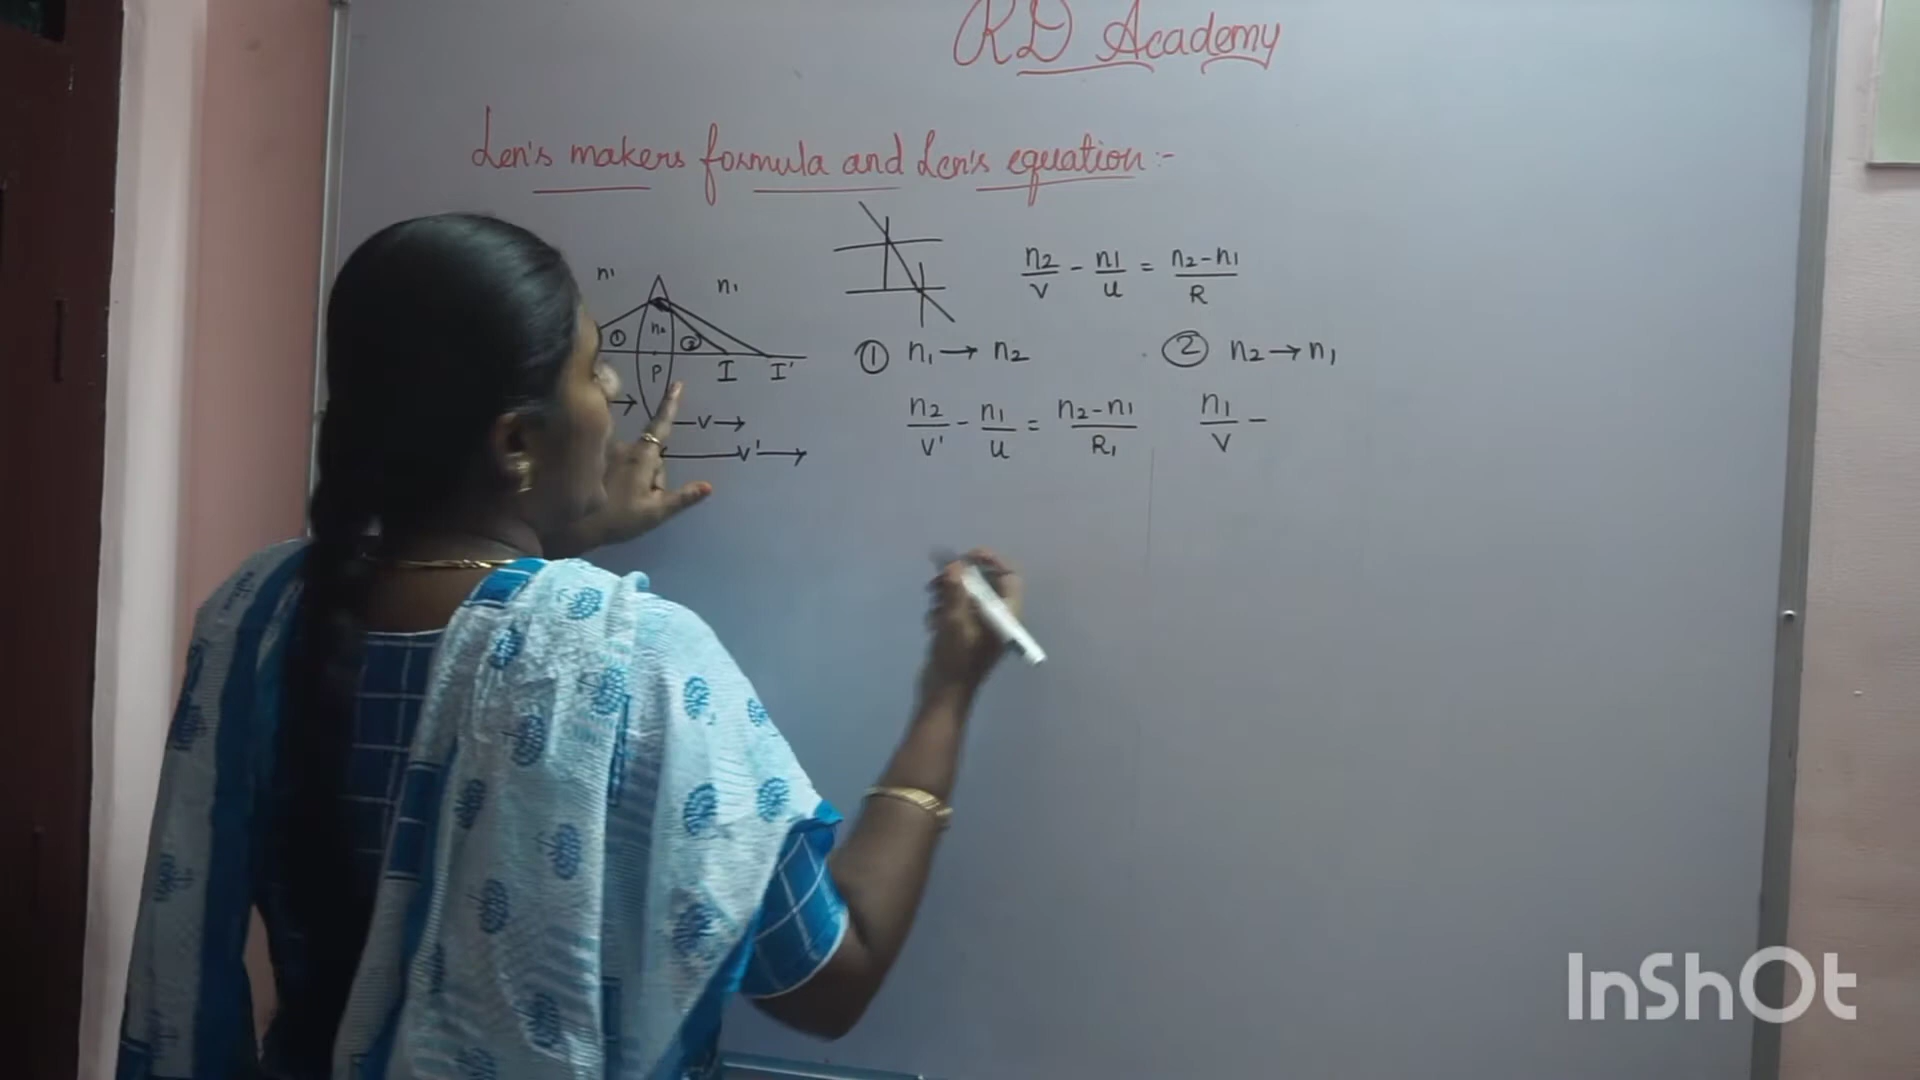 RD Academy
Len's makers formula and Len's equation :-
n1 n1
n2/v - n1/u = n2-n1/R
① n2 ②
P I I'
① n1 → n2 ② n2 → n1
v
v'
n2/v' - n1/u = n2-n1/R1
n1/v -
InShOt